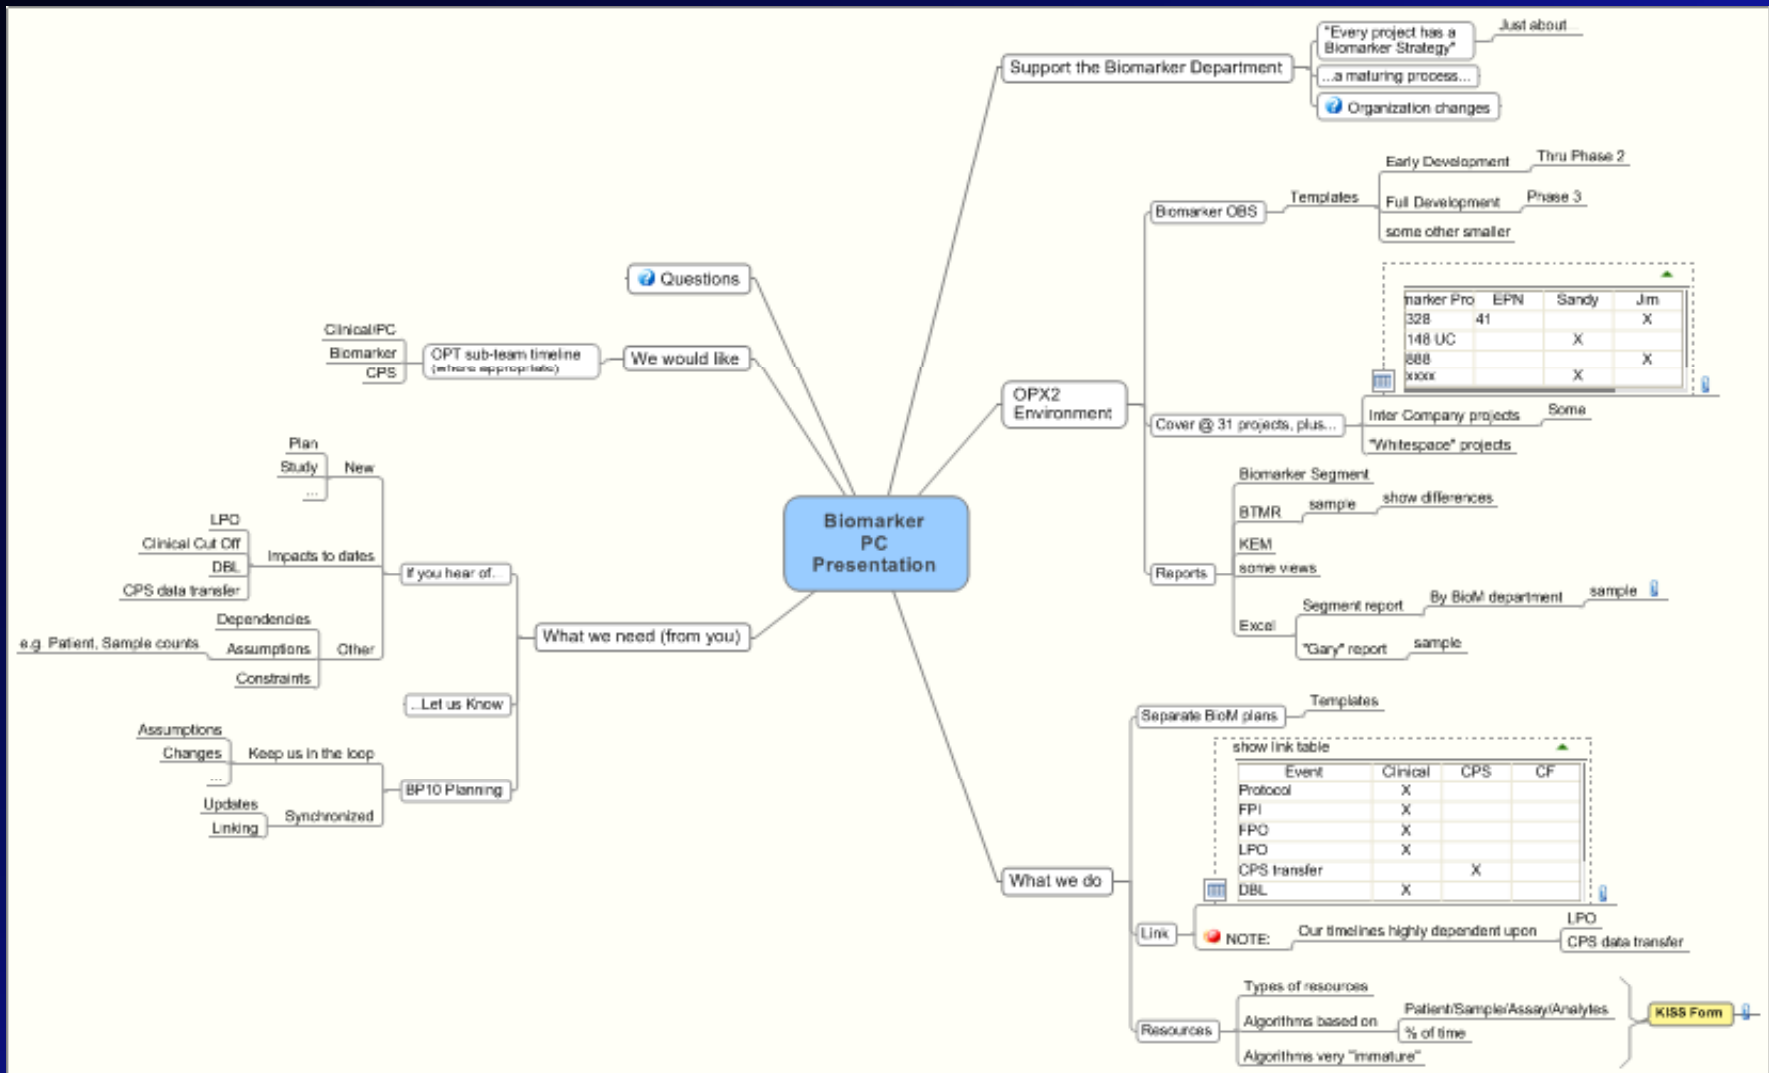 Biomarker
PC
Presentation
Support the Biomarker Department
"Every project has a
Biomarker Strategy"
Just about...
...a maturing process...
Organization changes
OPX2
Environment
Biomarker OBS
Templates
Early Development
Thru Phase 2
Full Development
Phase 3
some other smaller
Cover @ 31 projects, plus...
marker Pro EPN Sandy Jim
328 41 X
148 UC X
888 X
xxxx X
Inter Company projects
Some
"Whitespace" projects
Reports
Biomarker Segment
BTMR
sample
show differences
KEM
some views
Excel
Segment report
By BioM department
sample
"Gary" report
sample
What we do
Separate BioM plans
Templates
Link
show link table
Event Clinical CPS CF
Protocol X
FPI X
FPO X
LPO X
CPS transfer X
DBL X
NOTE:
Our timelines highly dependent upon
LPO
CPS data transfer
Resources
Types of resources
Algorithms based on
Patient/Sample/Assay/Analytes
% of time
Algorithms very "immature"
KISS Form
Questions
We would like
OPT sub-team timeline
(where appropriate)
Clinical/PC
Biomarker
CPS
What we need (from you)
If you hear of...
New
Plan
Study
...
Impacts to dates
LPO
Clinical Cut Off
DBL
CPS data transfer
Other
Dependencies
Assumptions
e.g. Patient, Sample counts
Constraints
...Let us Know
BP10 Planning
Keep us in the loop
Assumptions
Changes
...
Synchronized
Updates
Linking